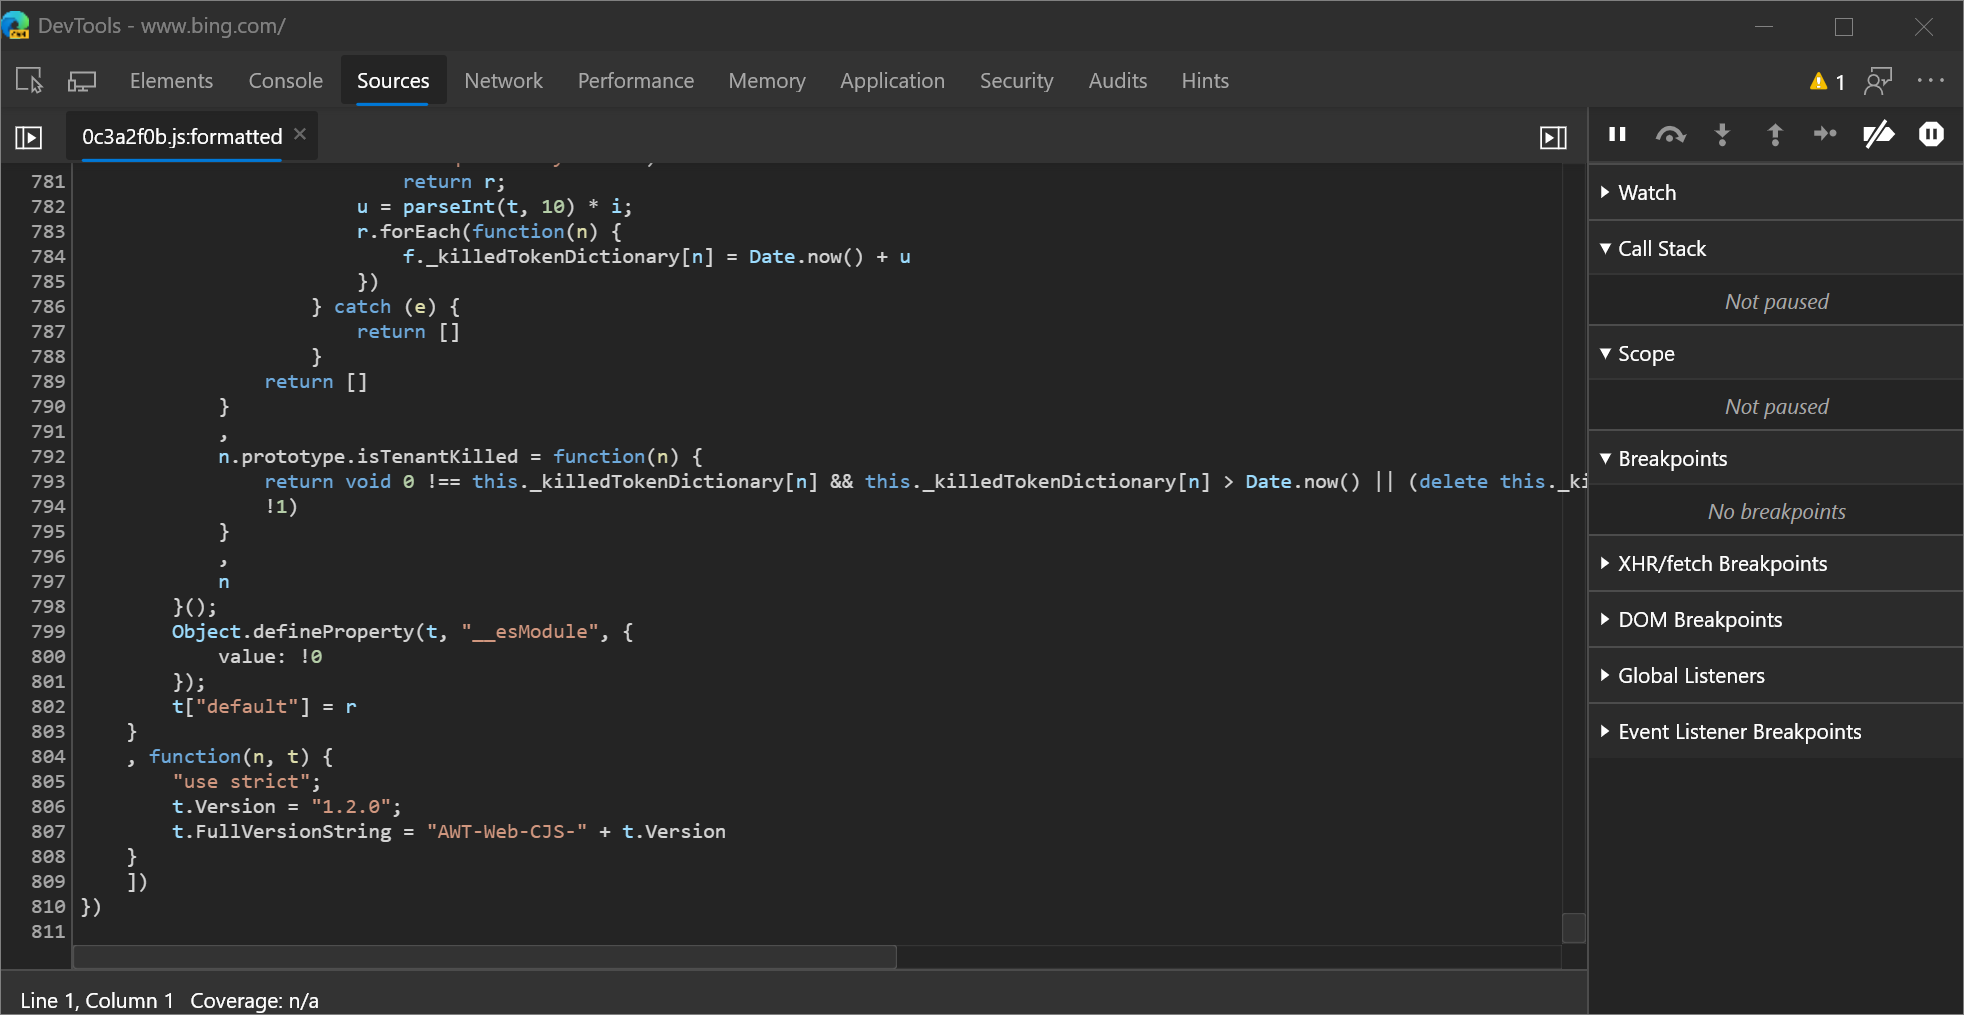 DevTools - www.bing.com/
Elements Console Sources Network Performance Memory Application Security Audits Hints 1 ···
0c3a2f0b.js:formatted ×
781 return r;
782 u = parseInt(t, 10) * i;
783 r.forEach(function(n) {
784 f._killedTokenDictionary[n] = Date.now() + u
785 })
786 } catch (e) {
787 return []
788 }
789 return []
790 }
791 ,
792 n.prototype.isTenantKilled = function(n) {
793 return void 0 !== this._killedTokenDictionary[n] && this._killedTokenDictionary[n] > Date.now() || (delete this._ki
794 !1)
795 }
796 ,
797 n
798 }();
799 Object.defineProperty(t, "__esModule", {
800 value: !0
801 });
802 t["default"] = r
803 }
804 , function(n, t) {
805 "use strict";
806 t.Version = "1.2.0";
807 t.FullVersionString = "AWT-Web-CJS-" + t.Version
808 }
809 ])
810 })
811
Line 1, Column 1 Coverage: n/a
Watch
Call Stack
Not paused
Scope
Not paused
Breakpoints
No breakpoints
XHR/fetch Breakpoints
DOM Breakpoints
Global Listeners
Event Listener Breakpoints